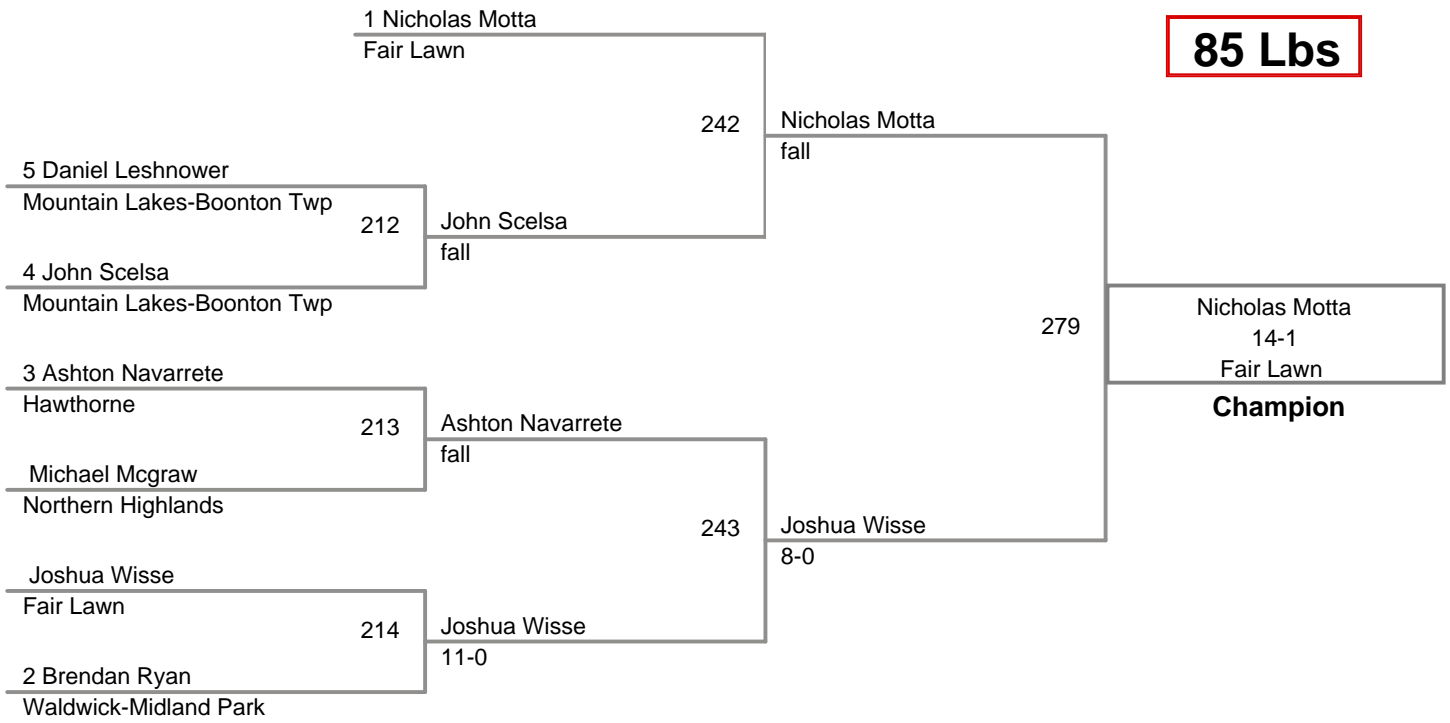 1 Nicholas Motta
Fair Lawn
85 Lbs
242
Nicholas Motta
fall
5 Daniel Leshnower
Mountain Lakes-Boonton Twp
212
John Scelsa
fall
4 John Scelsa
Mountain Lakes-Boonton Twp
279
Nicholas Motta
14-1
Fair Lawn
Champion
3 Ashton Navarrete
Hawthorne
213
Ashton Navarrete
fall
Michael Mcgraw
Northern Highlands
243
Joshua Wisse
8-0
Joshua Wisse
Fair Lawn
214
Joshua Wisse
11-0
2 Brendan Ryan
Waldwick-Midland Park